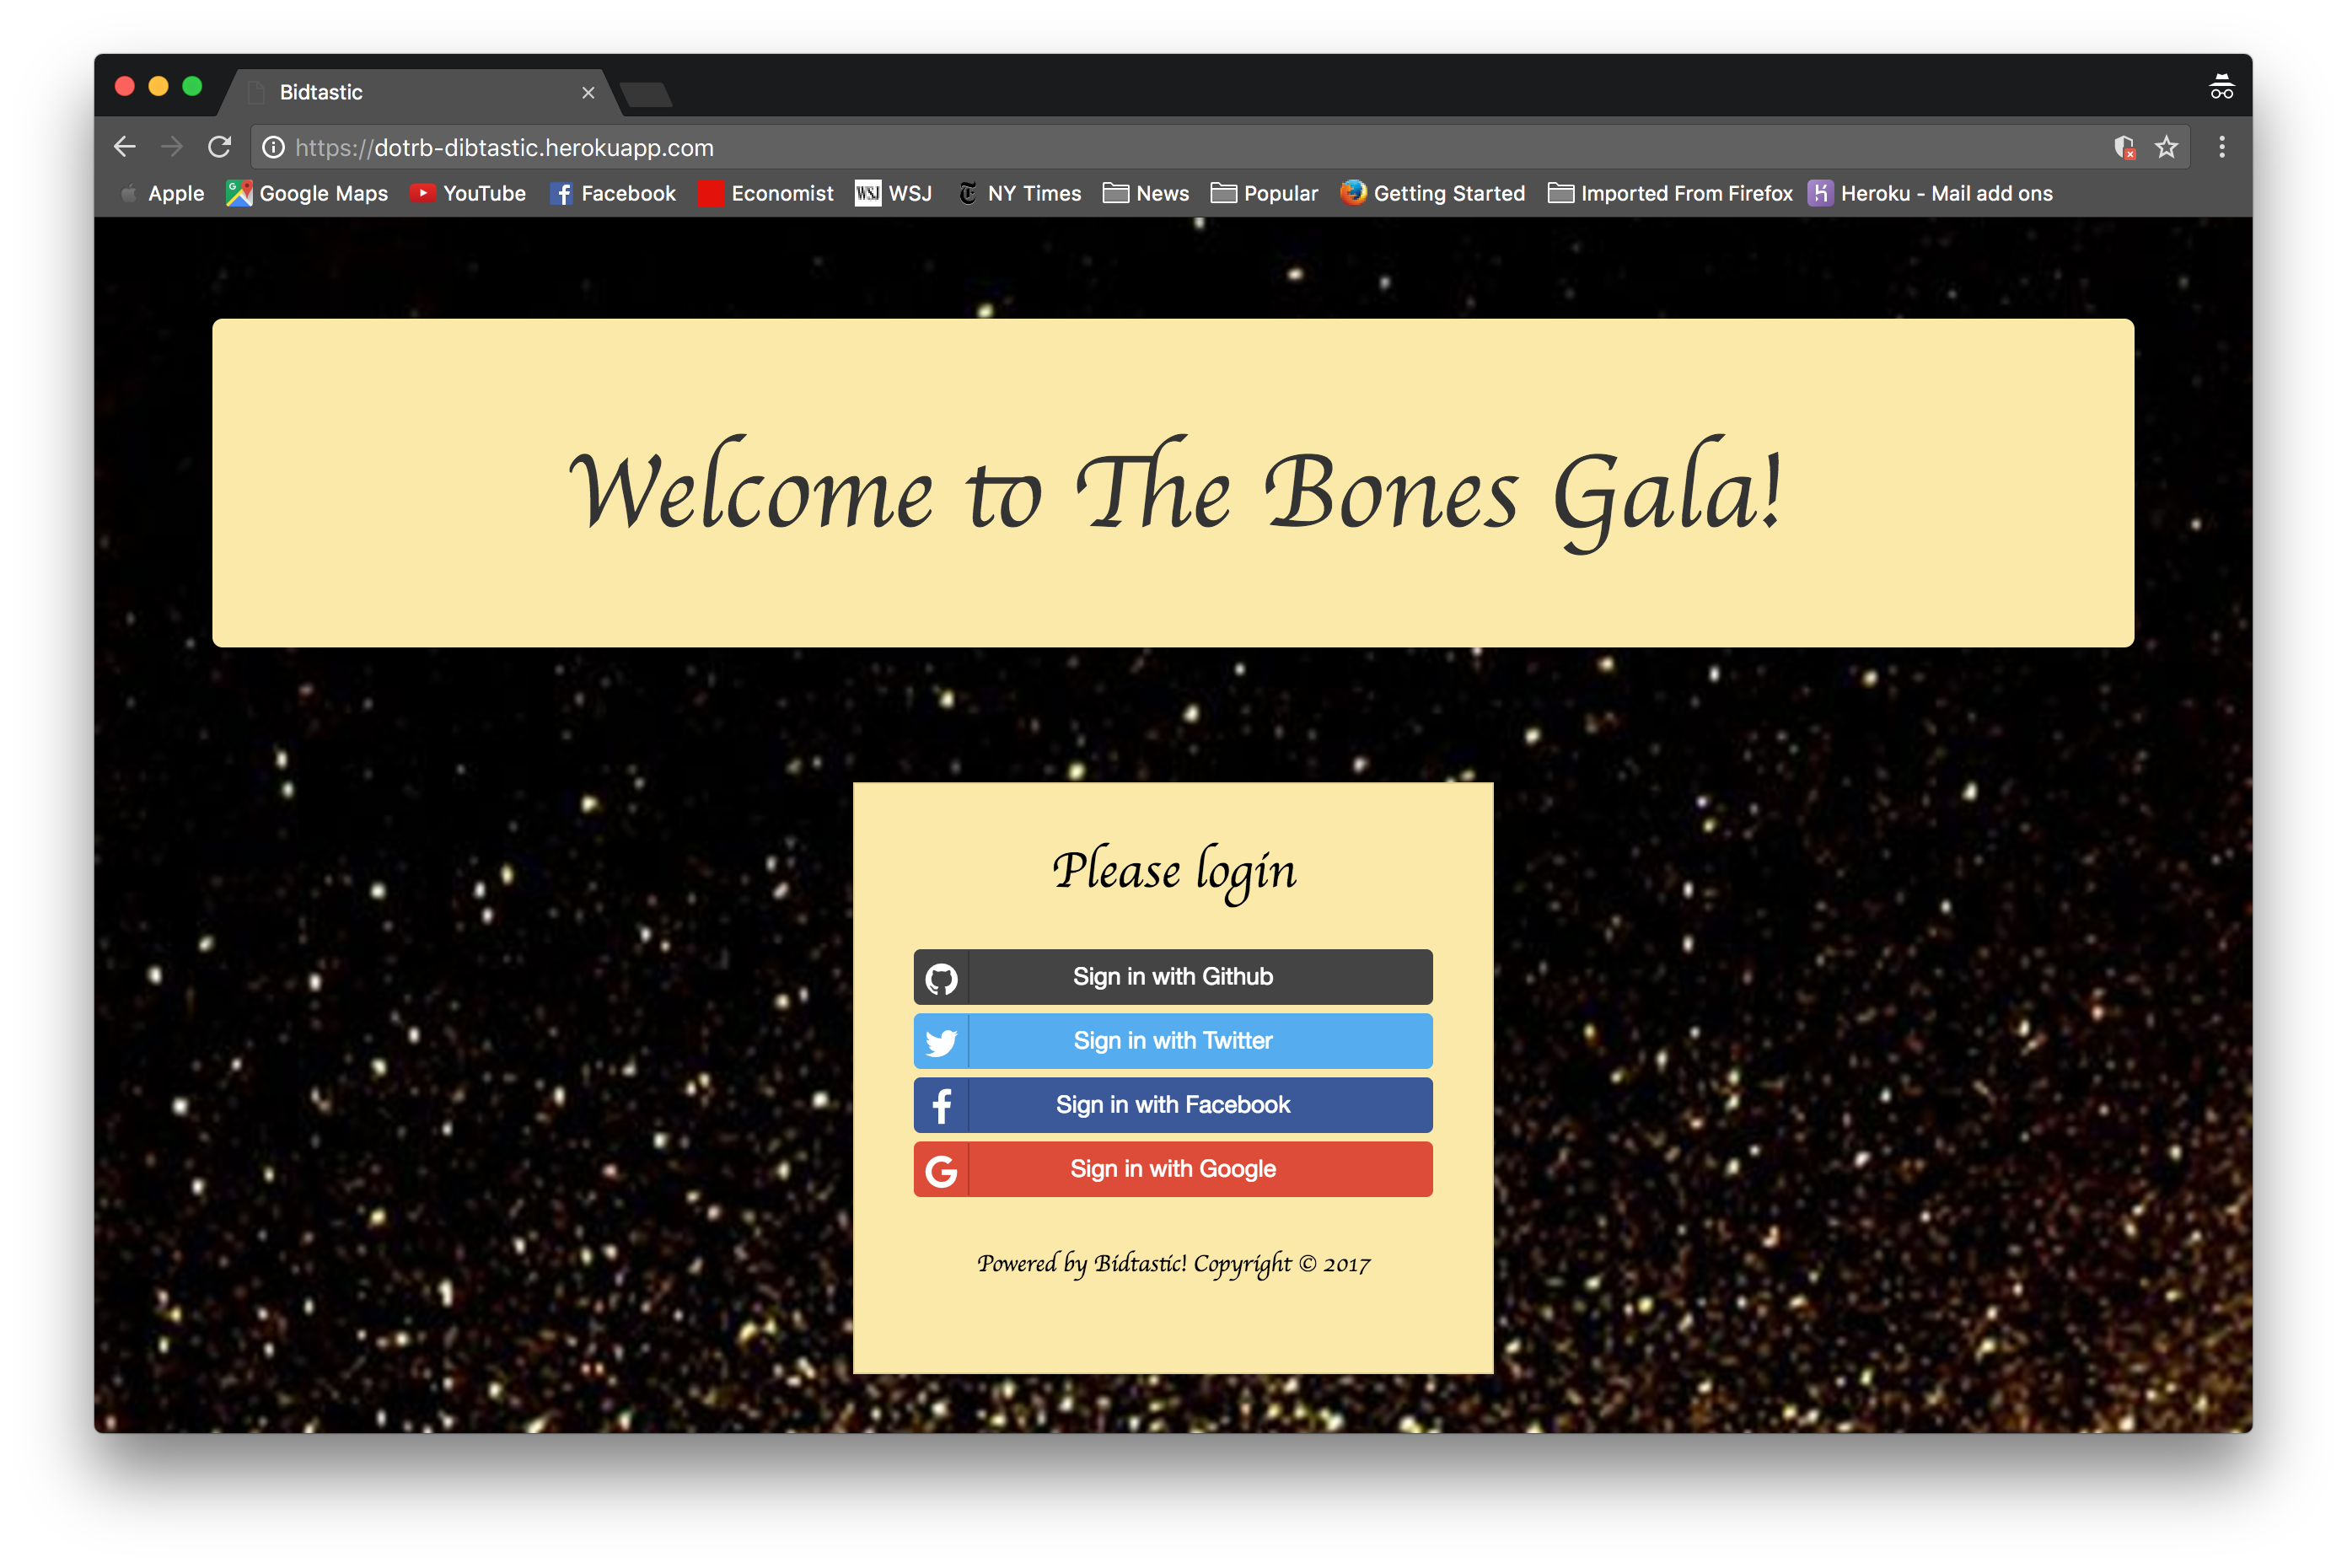 Bidtastic
https://dotrb-dibtastic.herokuapp.com
Apple Google Maps YouTube Facebook Economist WSJ WSJ NY Times News Popular Getting Started Imported From Firefox Heroku - Mail add ons
Welcome to The Bones Gala!
Please login
Sign in with Github
Sign in with Twitter
Sign in with Facebook
Sign in with Google
Powered by Bidtastic! Copyright © 2017